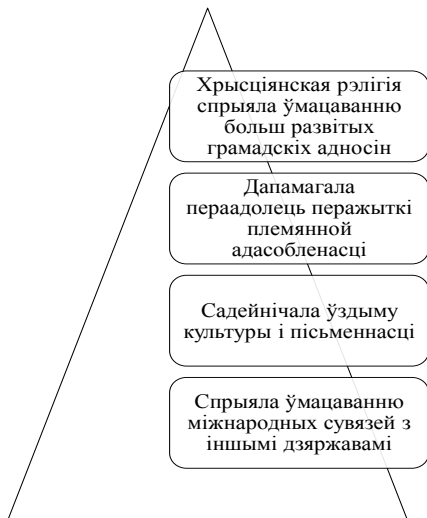 Хрысціянская рэлігія
спрыяла ўмацаванню
больш развітых
грамадскіх адносін
Дапамагала
пераадолець перажыткі
племянной
адасобленасці
Садейнічала ўздыму
культуры і пісьменнасці
Спрыяла ўмацаванню
міжнародных сувязей з
іншымі дзяржавамі